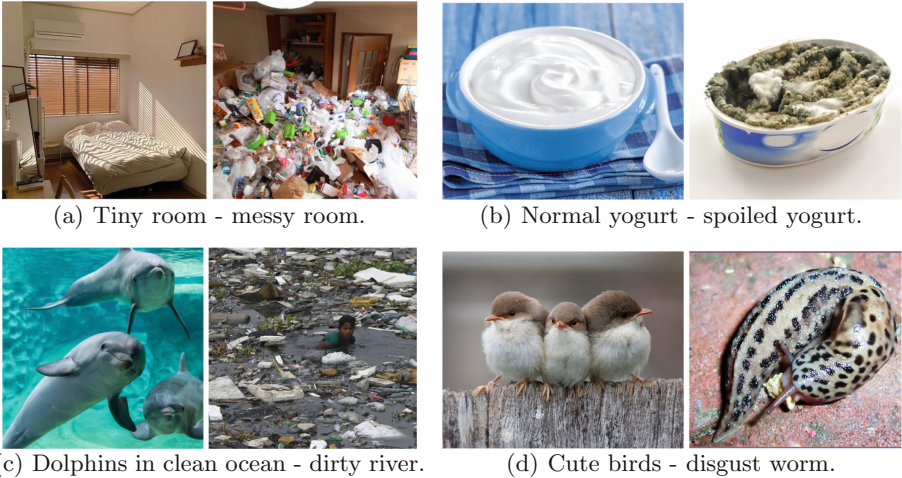 (a) Tiny room - messy room.
(b) Normal yogurt - spoiled yogurt.
(c) Dolphins in clean ocean - dirty river.
(d) Cute birds - disgust worm.